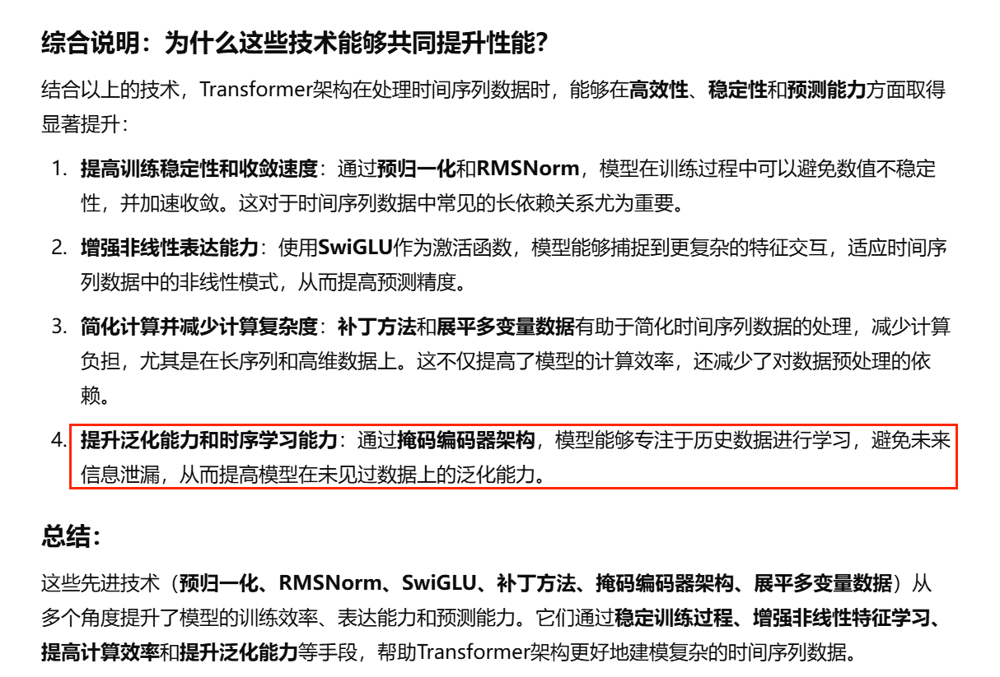 综合说明：为什么这些技术能够共同提升性能？
结合以上的技术，Transformer架构在处理时间序列数据时，能够在高效性、稳定性和预测能力方面取得
显著提升：
1. 提高训练稳定性和收敛速度：通过预归一化和RMSNorm，模型在训练过程中可以避免数值不稳定
性，并加速收敛。这对于时间序列数据中常见的长依赖关系尤为重要。
2. 增强非线性表达能力：使用SwiGLU作为激活函数，模型能够捕捉到更复杂的特征交互，适应时间序
列数据中的非线性模式，从而提高预测精度。
3. 简化计算并减少计算复杂度：补丁方法和展平多变量数据有助于简化时间序列数据的处理，减少计算
负担，尤其是在长序列和高维数据上。这不仅提高了模型的计算效率，还减少了对数据预处理的依
赖。
4. 提升泛化能力和时序学习能力：通过掩码编码器架构，模型能够专注于历史数据进行学习，避免未来
信息泄漏，从而提高模型在未见过数据上的泛化能力。
总结：
这些先进技术（预归一化、RMSNorm、SwiGLU、补丁方法、掩码编码器架构、展平多变量数据）从
多个角度提升了模型的训练效率、表达能力和预测能力。它们通过稳定训练过程、增强非线性特征学习、
提高计算效率和提升泛化能力等手段，帮助Transformer架构更好地建模复杂的时间序列数据。